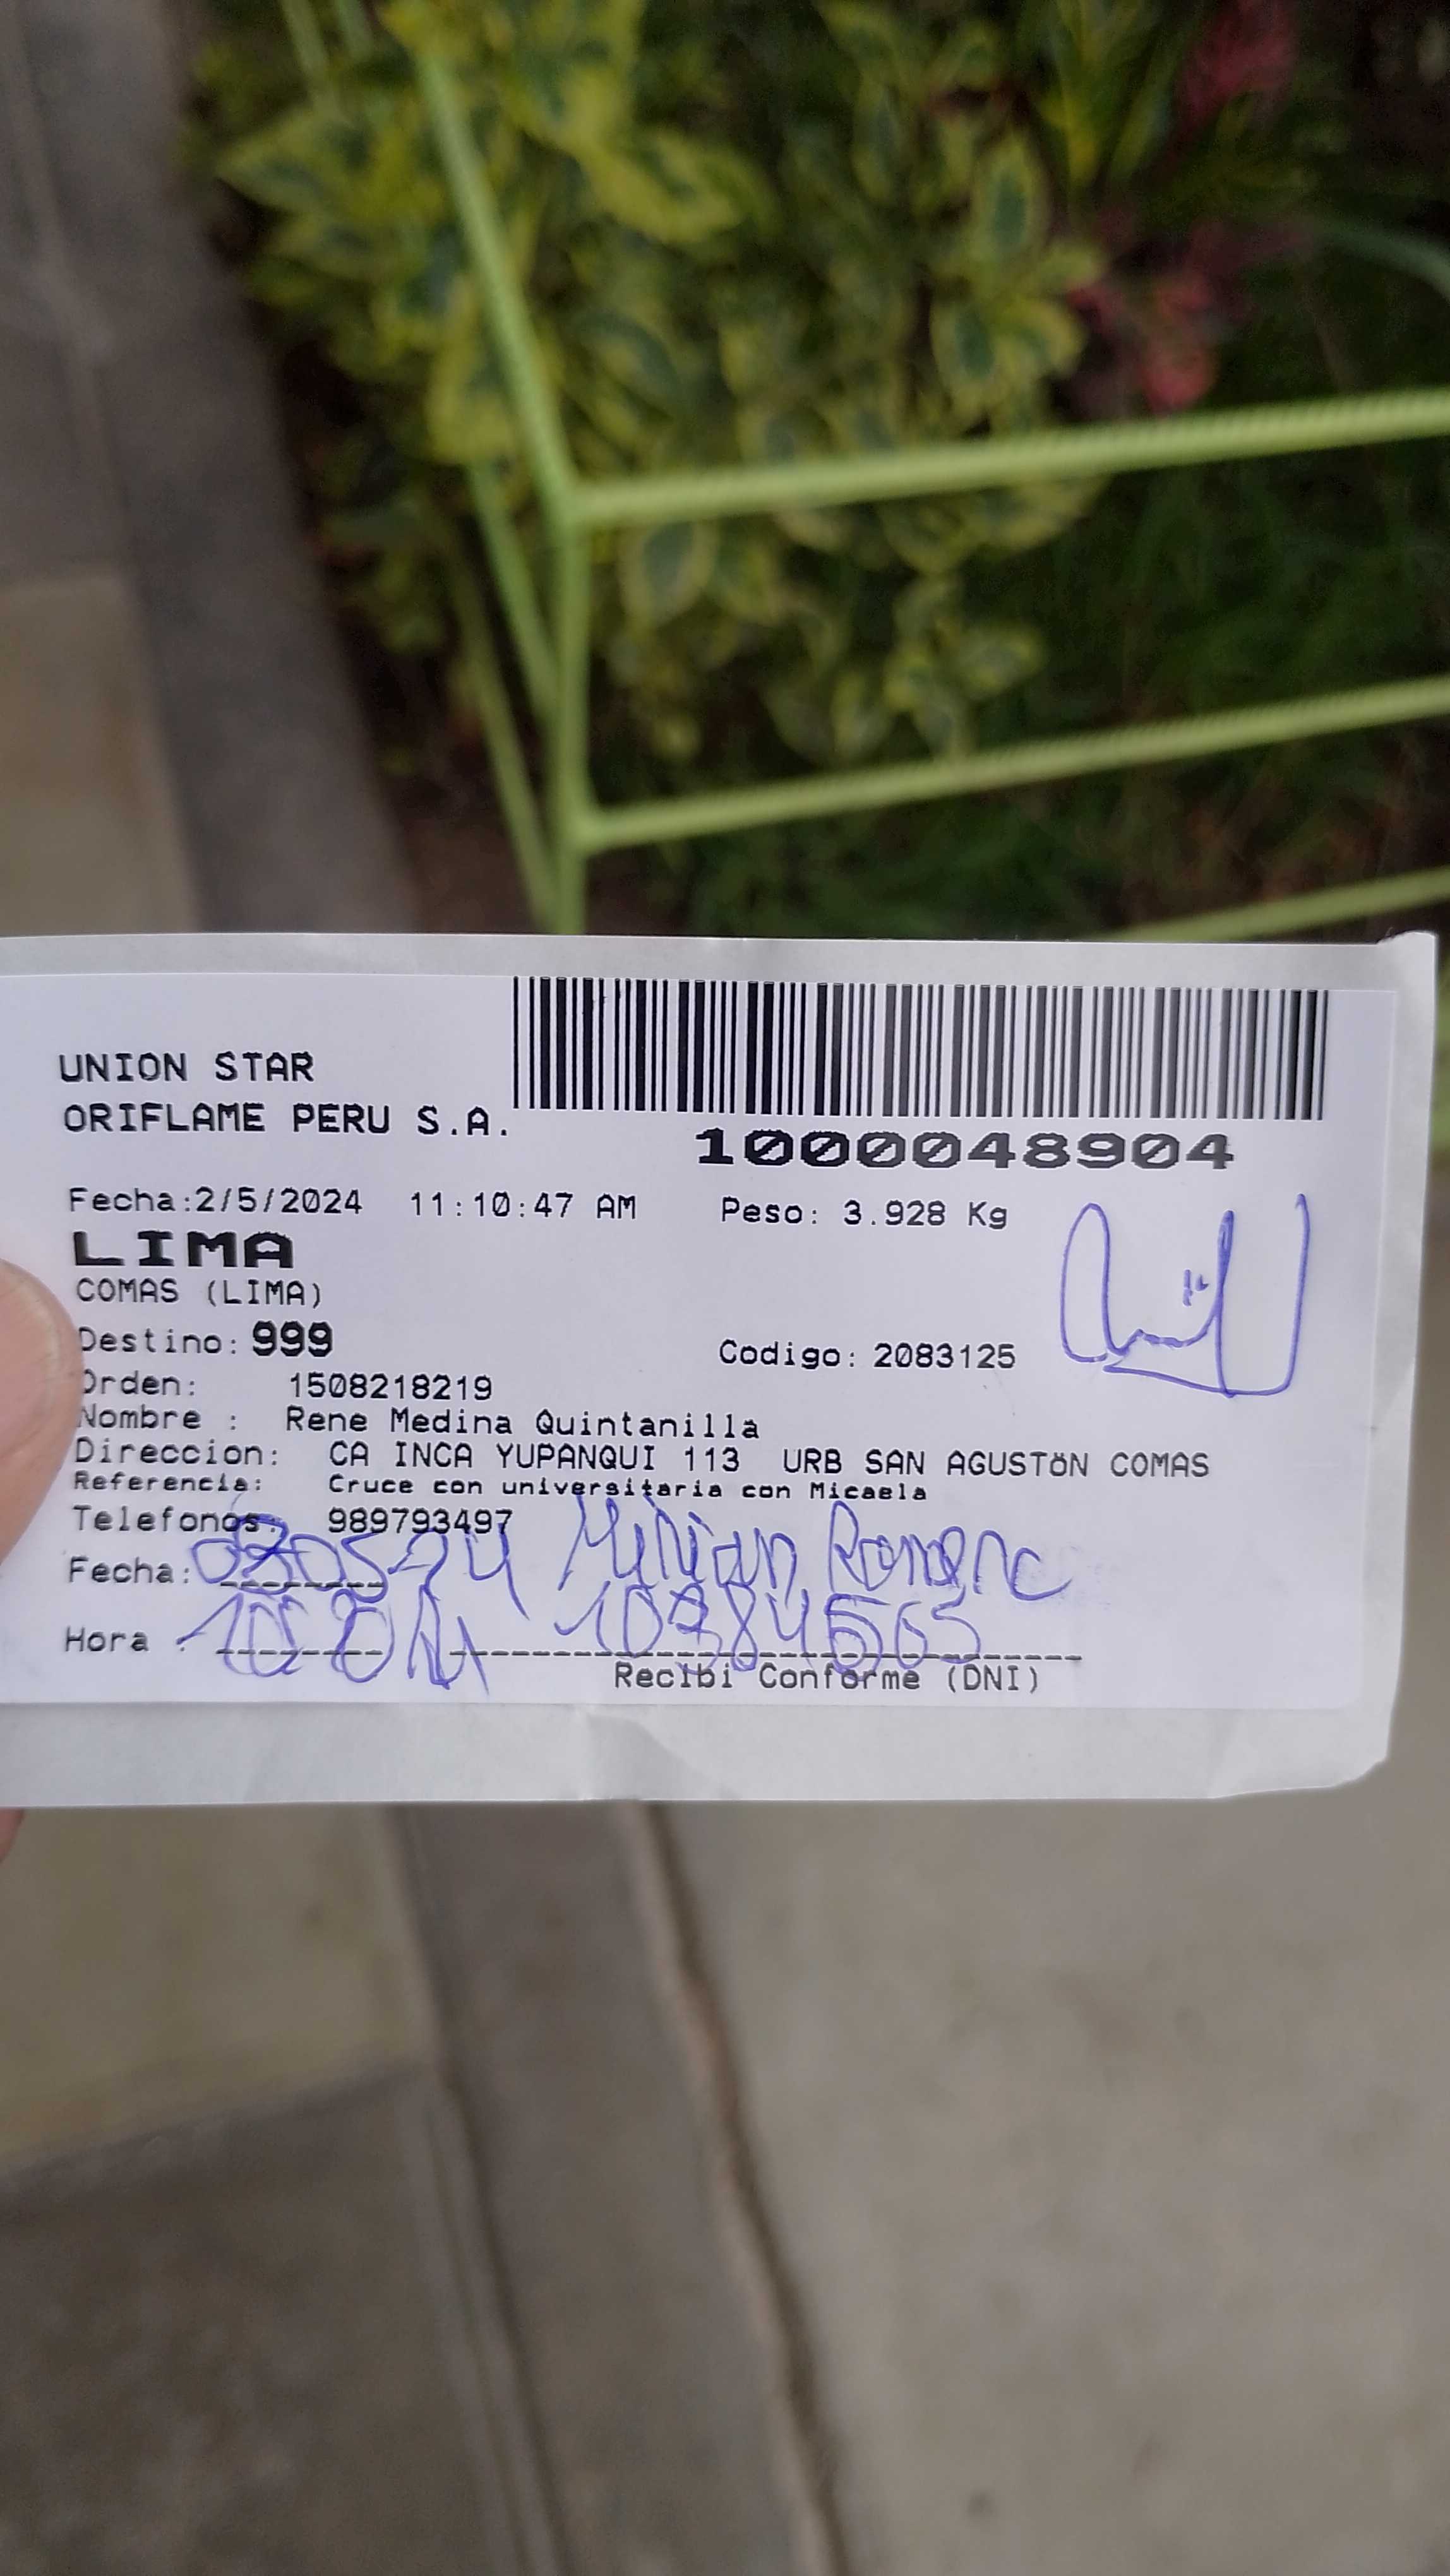 UNION STAR
ORIFLAME PERU S.A.
1000048904
Fecha:2/5/2024 11:10:47 AM Peso: 3.928 Kg
LIMA
COMAS (LIMA)
Destino: 999 Codigo: 2083125
Orden: 1508218219
Nombre : Rene Medina Quintanilla
Direccion: CA INCA YUPANQUI 113 URB SAN AGUSTöN COMAS
Referencia: Cruce con universitaria con Micaela
Telefonos: 989793497
Fecha: Mirian
Hora :
Recibi Conforme (DNI)